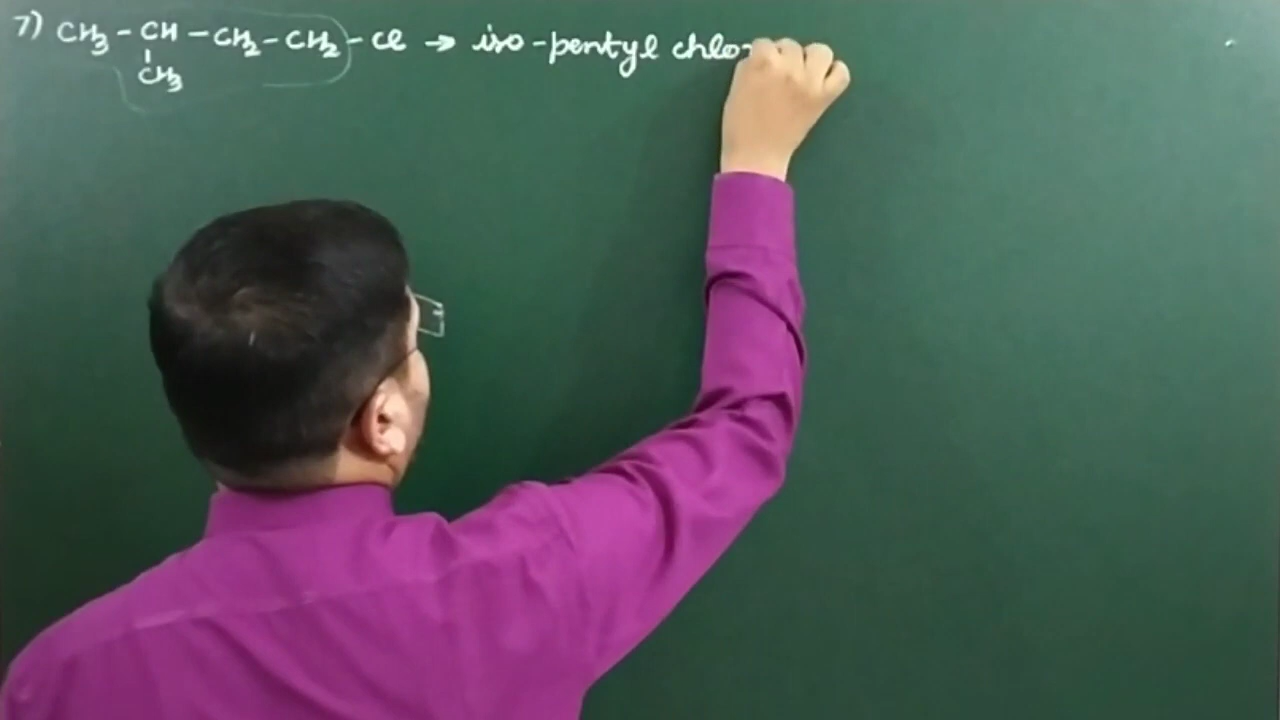 7) CH₃ - CH - CH₂ - CH₂ - Cl → iso-pentyl chlo
CH₃